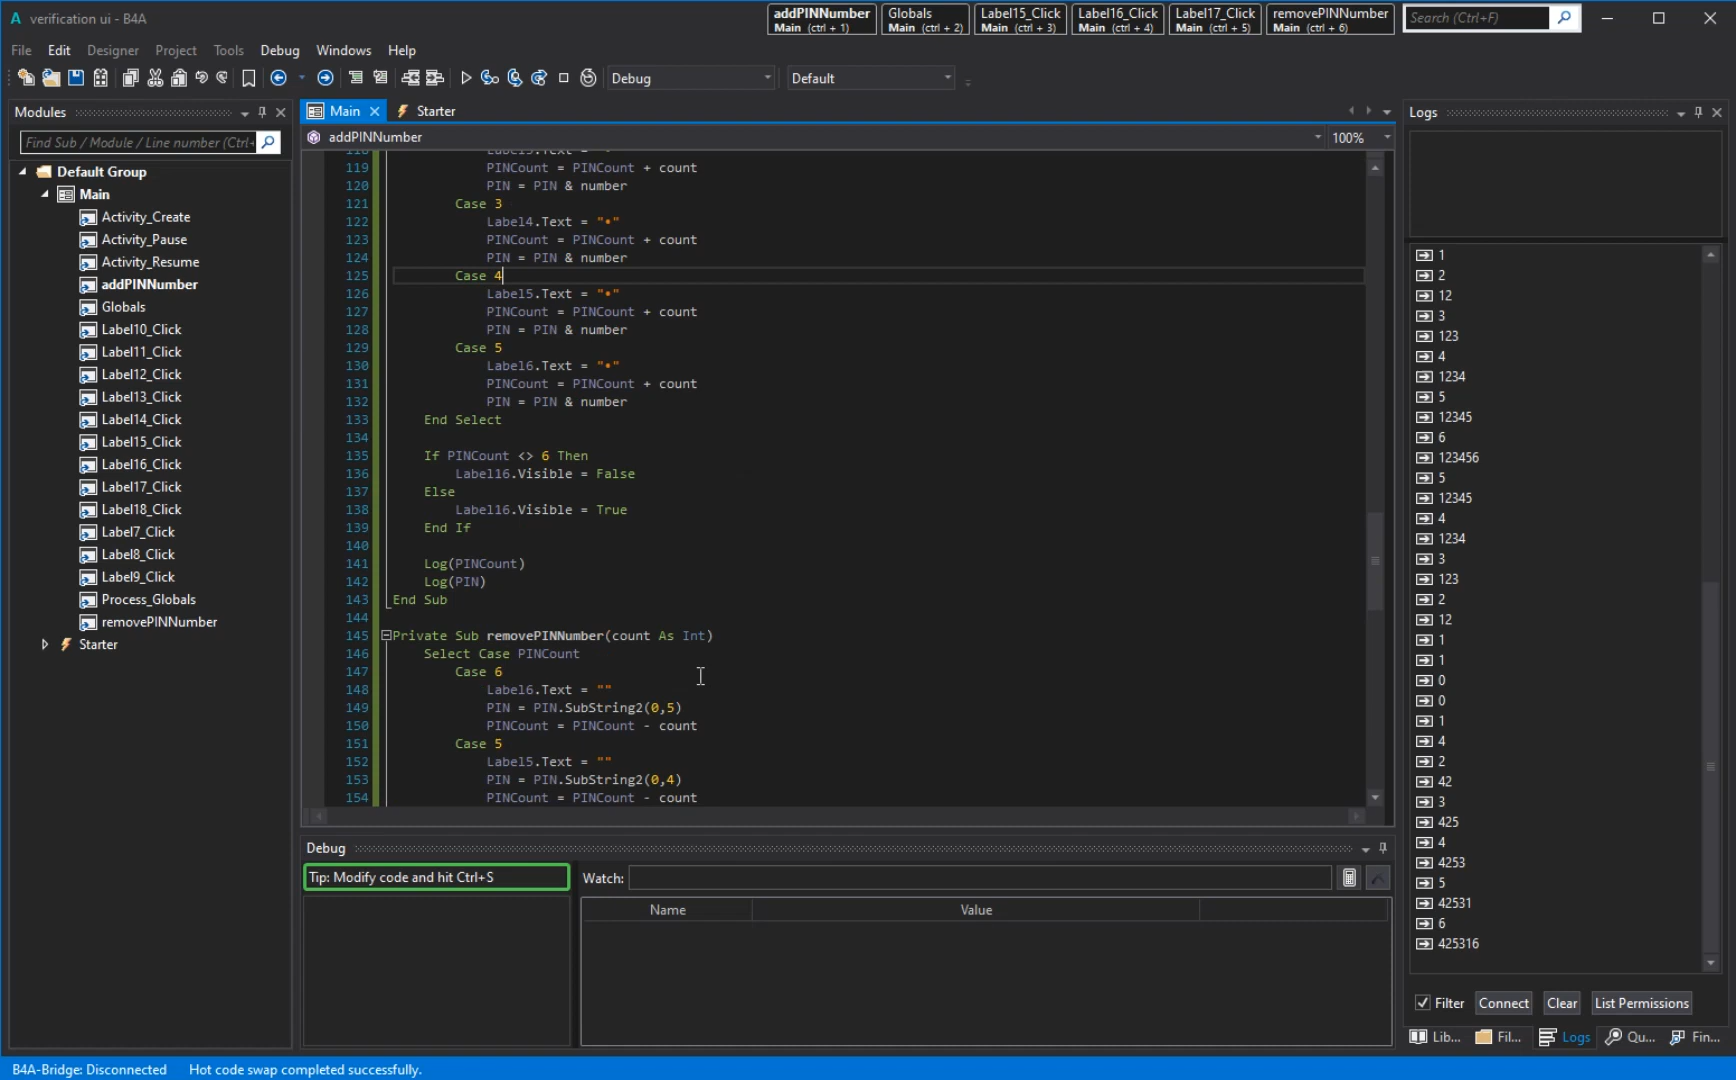 A verification ui - B4A
addPINNumber
Main (ctrl + 1)
Globals
Main (ctrl + 2)
Label15_Click
Main (ctrl + 3)
Label16_Click
Main (ctrl + 4)
Label17_Click
Main (ctrl + 5)
removePINNumber
Main (ctrl + 6)
Search (Ctrl+F)
File Edit Designer Project Tools Debug Windows Help
Debug
Default
Modules
Find Sub / Module / Line number (Ctrl+
Default Group
Main
Activity_Create
Activity_Pause
Activity_Resume
addPINNumber
Globals
Label10_Click
Label11_Click
Label12_Click
Label13_Click
Label14_Click
Label15_Click
Label16_Click
Label17_Click
Label18_Click
Label7_Click
Label8_Click
Label9_Click
Process_Globals
removePINNumber
Starter
Main
Starter
addPINNumber
100%
119 PINCount = PINCount + count
120 PIN = PIN & number
121 Case 3
122 Label4.Text = "•"
123 PINCount = PINCount + count
124 PIN = PIN & number
125 Case 4
126 Label5.Text = "•"
127 PINCount = PINCount + count
128 PIN = PIN & number
129 Case 5
130 Label6.Text = "•"
131 PINCount = PINCount + count
132 PIN = PIN & number
133 End Select
134
135 If PINCount <> 6 Then
136 Label16.Visible = False
137 Else
138 Label16.Visible = True
139 End If
140
141 Log(PINCount)
142 Log(PIN)
143 End Sub
144
145 Private Sub removePINNumber(count As Int)
146 Select Case PINCount
147 Case 6
148 Label6.Text = ""
149 PIN = PIN.SubString2(0,5)
150 PINCount = PINCount - count
151 Case 5
152 Label5.Text = ""
153 PIN = PIN.SubString2(0,4)
154 PINCount = PINCount - count
Debug
Tip: Modify code and hit Ctrl+S
Watch:
Name Value
Logs
1
2
12
3
123
4
1234
5
12345
6
123456
5
12345
4
1234
3
123
2
12
1
1
0
0
1
4
2
42
3
425
4
4253
5
42531
6
425316
Filter Connect Clear List Permissions
Lib... Fil... Logs Qu... Fin...
B4A-Bridge: Disconnected Hot code swap completed successfully.